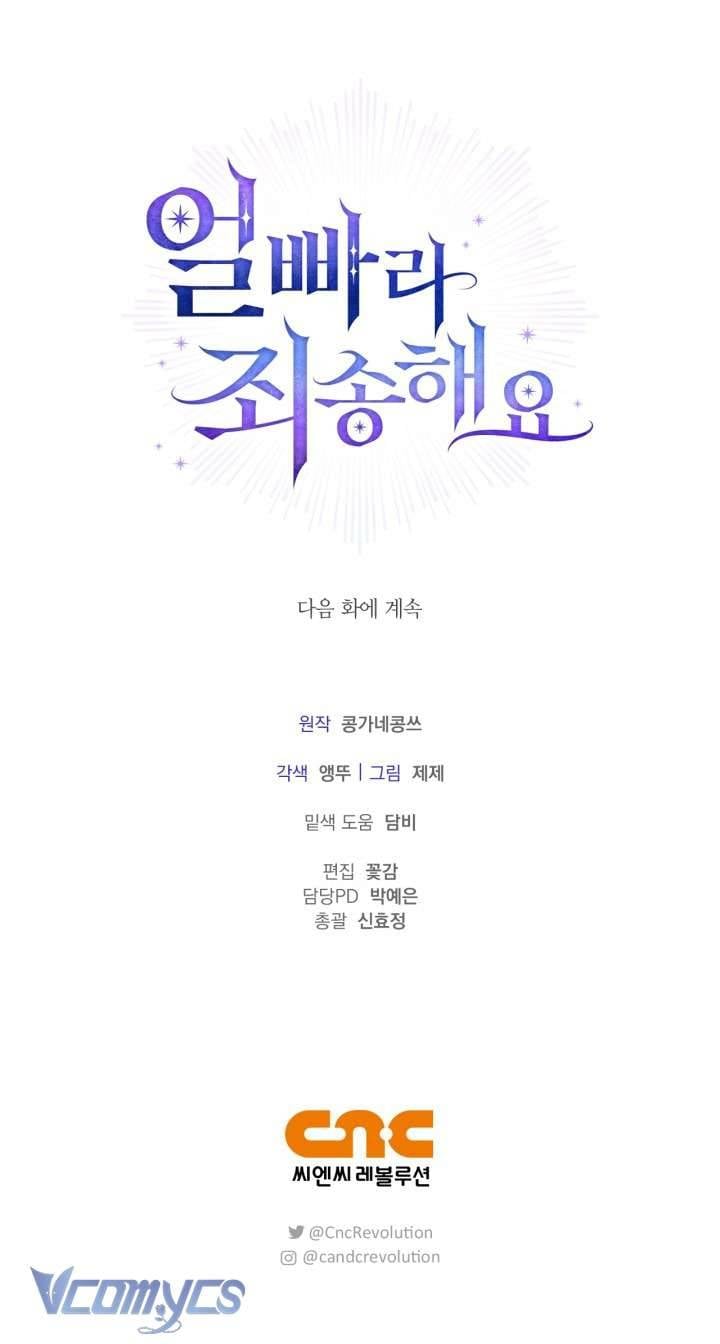 얼빠라
죄송해요
다음 화에 계속
원작 콩가네콩쓰
각색 앵뚜 | 그림 제제
밑색 도움 담비
편집 꽃감
담당PD 박예은
총괄 신효정
cnc
씨엔씨 레볼루션
@CncRevolution
@candcrevolution
Vcomycs